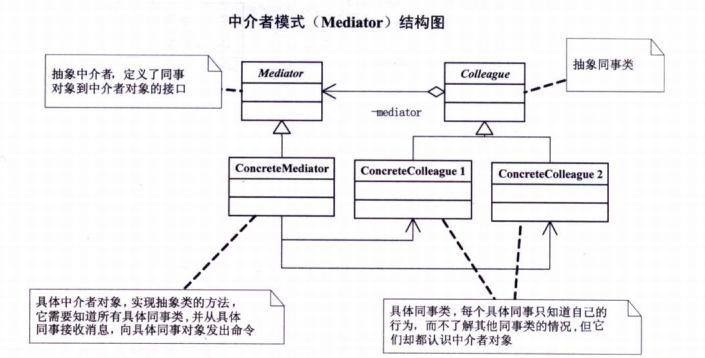 中介者模式（Mediator）结构图
抽象中介者，定义了同事
对象到中介者对象的接口
Mediator
Colleague
抽象同事类
-mediator
ConcreteMediator
ConcreteColleague 1
ConcreteColleague 2
具体中介者对象，实现抽象类的方法，
它需要知道所有具体同事类，并从具体
同事接收消息，向具体同事对象发出命令
具体同事类，每个具体同事只知道自己的
行为，而不了解其他同事类的情况，但它
们却都认识中介者对象